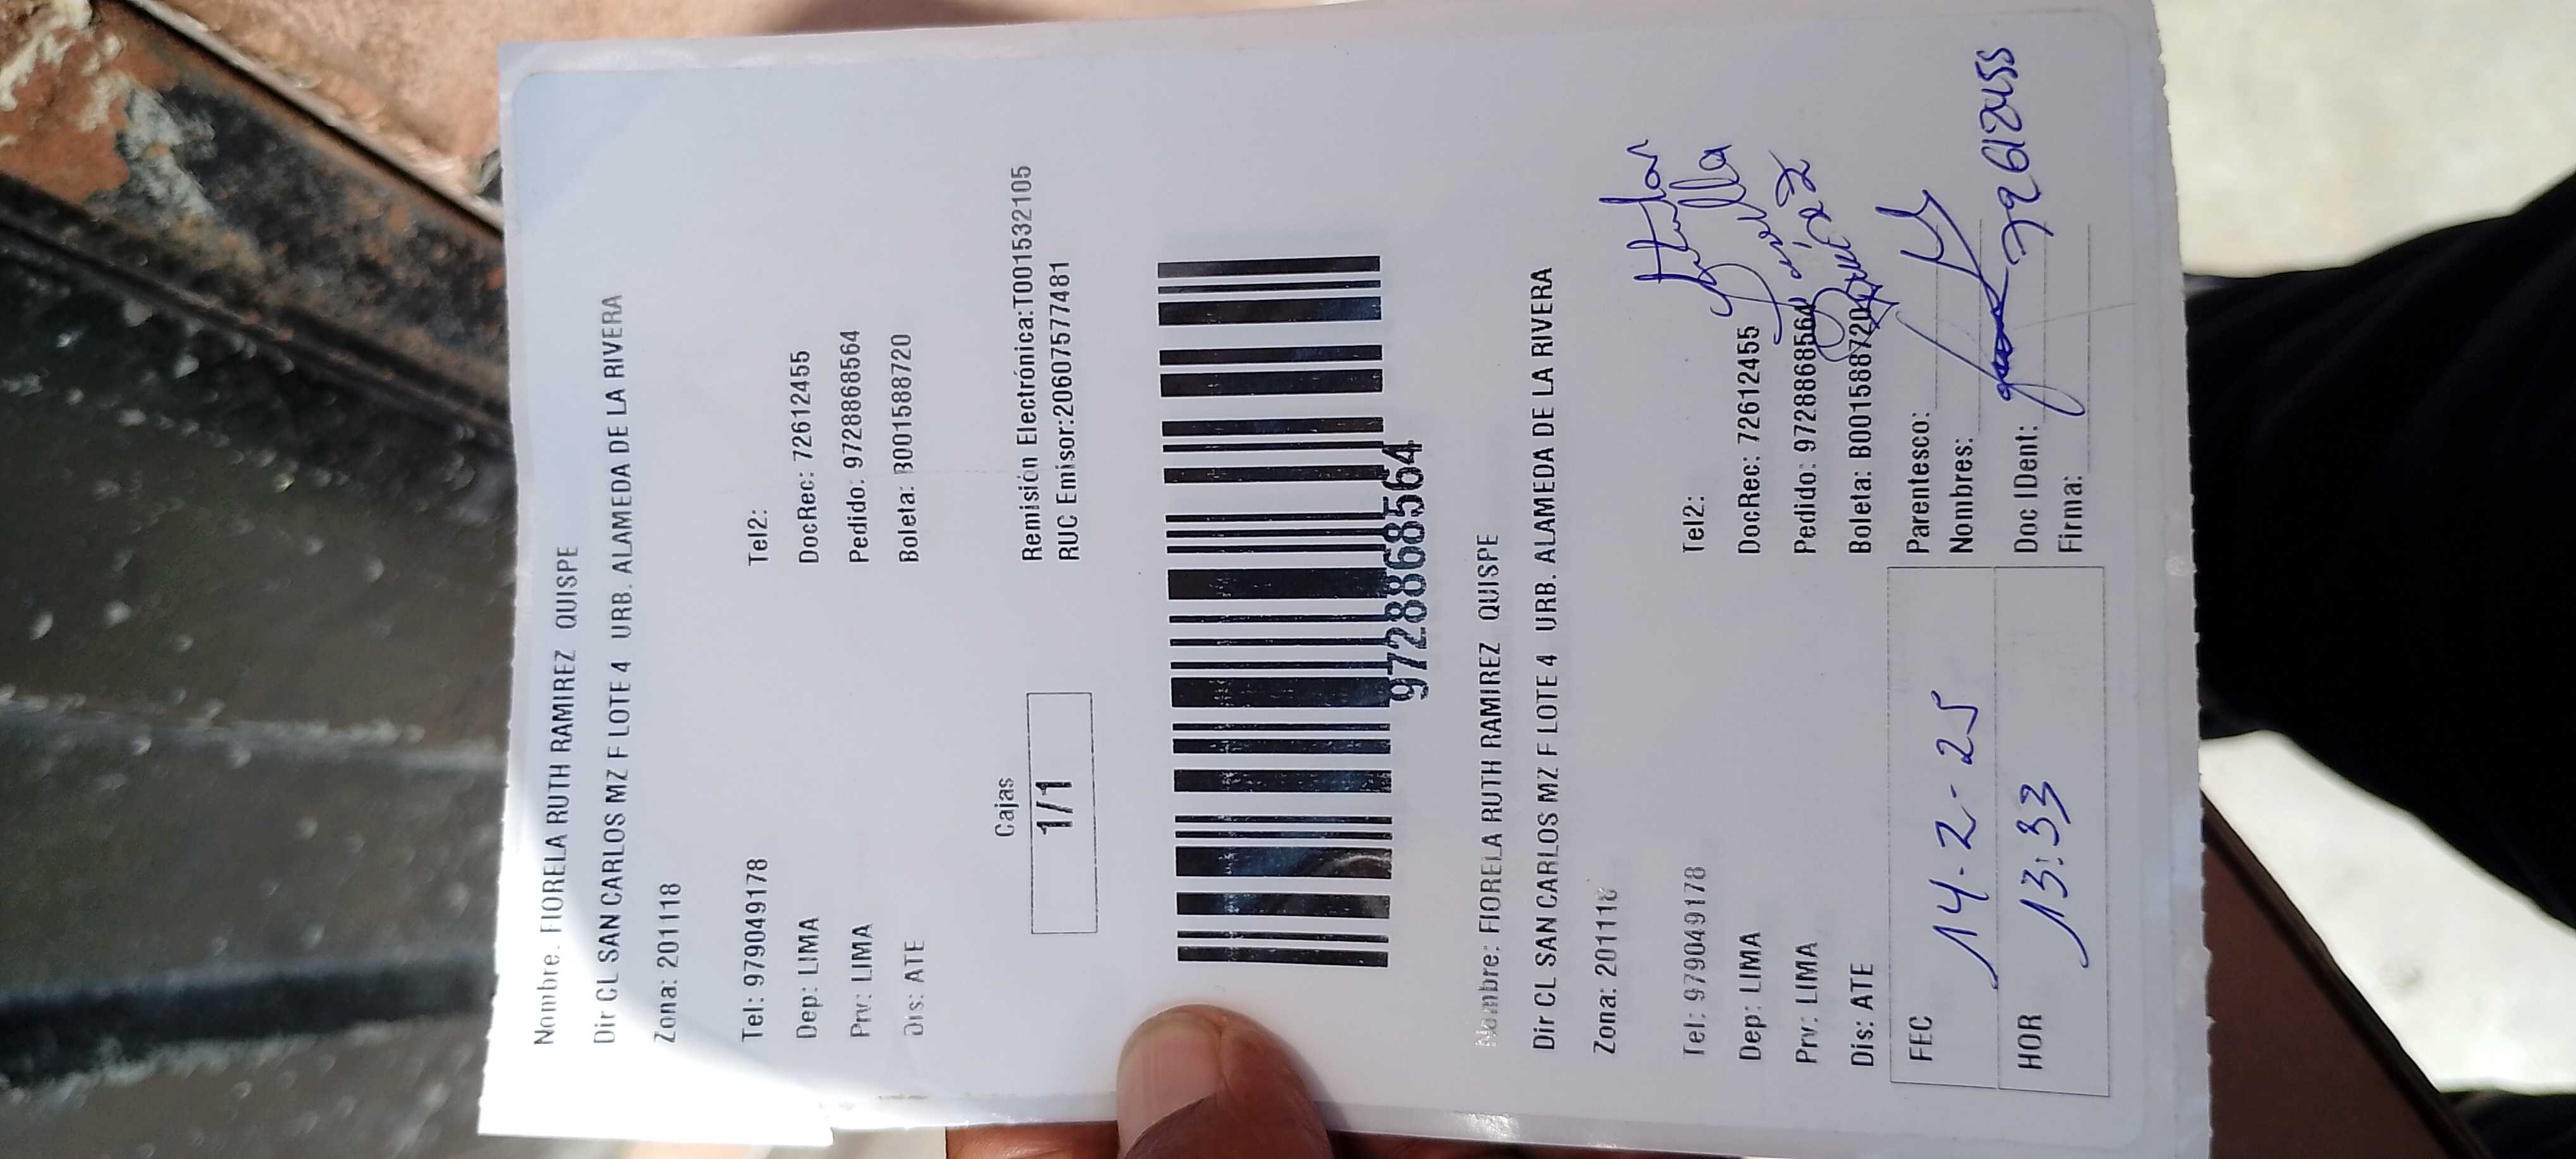 Nombre: FIORELA RUTH RAMIREZ QUISPE
Dir CL SAN CARLOS MZ F LOTE 4 URB. ALAMEDA DE LA RIVERA
Zona: 201118
Tel: 979049178 Tel2:
Dep: LIMA DocRec: 72612455
Prv: LIMA Pedido: 9728868564
Dis: ATE Boleta: B001588720
Cajas
1/1
Remisión Electrónica:T001532105
RUC Emisor:20607577481
9728868564
Nombre: FIORELA RUTH RAMIREZ QUISPE
Dir CL SAN CARLOS MZ F LOTE 4 URB. ALAMEDA DE LA RIVERA
Zona: 201118
Titular
Tel: 979049178 Tel2:
Dep: LIMA DocRec: 72612455
Prv: LIMA Pedido: 9728868564
Ramírez
Dis: ATE Boleta: B001588720
FEC 14-2-25
HOR 13:33
Parentesco:
Nombres:
Doc IDent: 72612455
Firma: